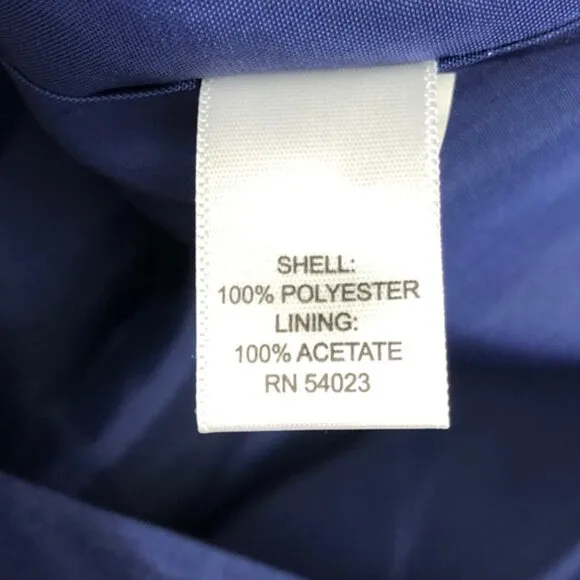 SHELL:
100% POLYESTER
LINING:
100% ACETATE
RN 54023